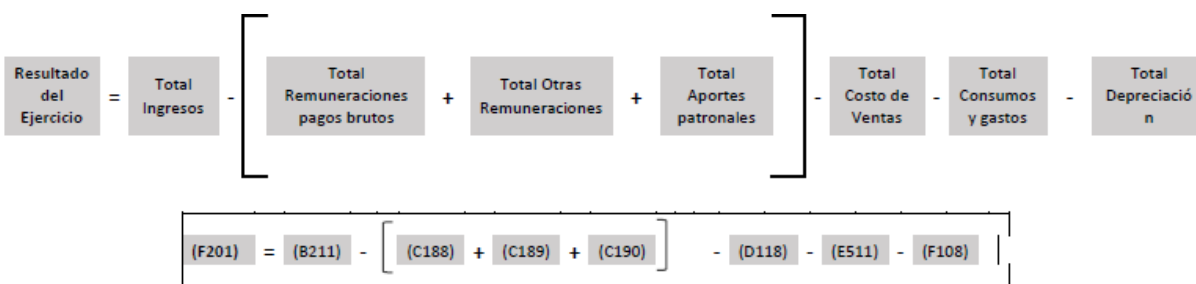 Resultado del Ejercicio = Total Ingresos - [ Total Remuneraciones pagos brutos + Total Otras Remuneraciones + Total Aportes patronales ] - Total Costo de Ventas - Total Consumos y gastos - Total Depreciació n
(F201) = (B211) - [ (C188) + (C189) + (C190) ] - (D118) - (E511) - (F108)